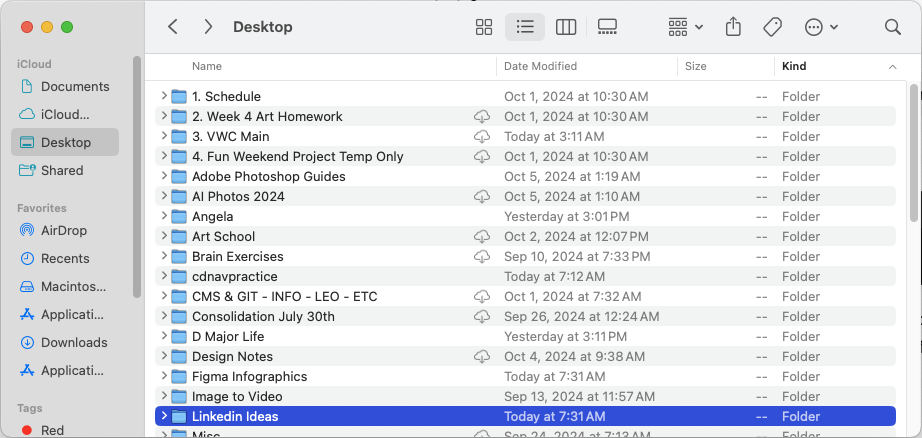 Desktop
Name Date Modified Size Kind
iCloud
Documents
iCloud...
Desktop
Shared
Favorites
AirDrop
Recents
Macintos...
Applicati...
Downloads
Applicati...
Tags
Red
1. Schedule Oct 1, 2024 at 10:30 AM -- Folder
2. Week 4 Art Homework Oct 1, 2024 at 10:30 AM -- Folder
3. VWC Main Today at 3:11 AM -- Folder
4. Fun Weekend Project Temp Only Oct 1, 2024 at 10:30 AM -- Folder
Adobe Photoshop Guides Oct 5, 2024 at 1:19 AM -- Folder
AI Photos 2024 Oct 5, 2024 at 1:10 AM -- Folder
Angela Yesterday at 3:01 PM -- Folder
Art School Oct 2, 2024 at 12:07 PM -- Folder
Brain Exercises Sep 10, 2024 at 7:33 PM -- Folder
cdnavpractice Today at 7:12 AM -- Folder
CMS & GIT - INFO - LEO - ETC Oct 1, 2024 at 7:32 AM -- Folder
Consolidation July 30th Sep 26, 2024 at 12:24 AM -- Folder
D Major Life Yesterday at 3:11 PM -- Folder
Design Notes Oct 4, 2024 at 9:38 AM -- Folder
Figma Infographics Today at 7:31 AM -- Folder
Image to Video Sep 13, 2024 at 11:57 AM -- Folder
Linkedin Ideas Today at 7:31 AM -- Folder
Misc Sep 24, 2024 at 7:13 AM -- Folder